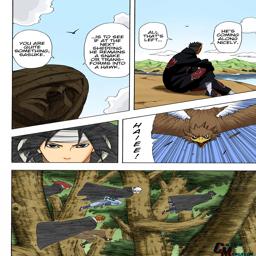 YOU ARE
QUITE
SOMETHING,
SASUKE.
...IS TO SEE
IF AT THE
NEXT
SHEDDING HE
REMAINS
A SNAKE
OR TRANS-
FORMS INTO
A HAWK.
ALL
THAT'S
LEFT...
HE'S
COMING
ALONG
NICELY.
HAIEE!